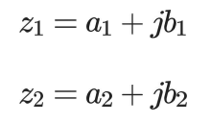 z₁ = a₁ + jb₁
z₂ = a₂ + jb₂